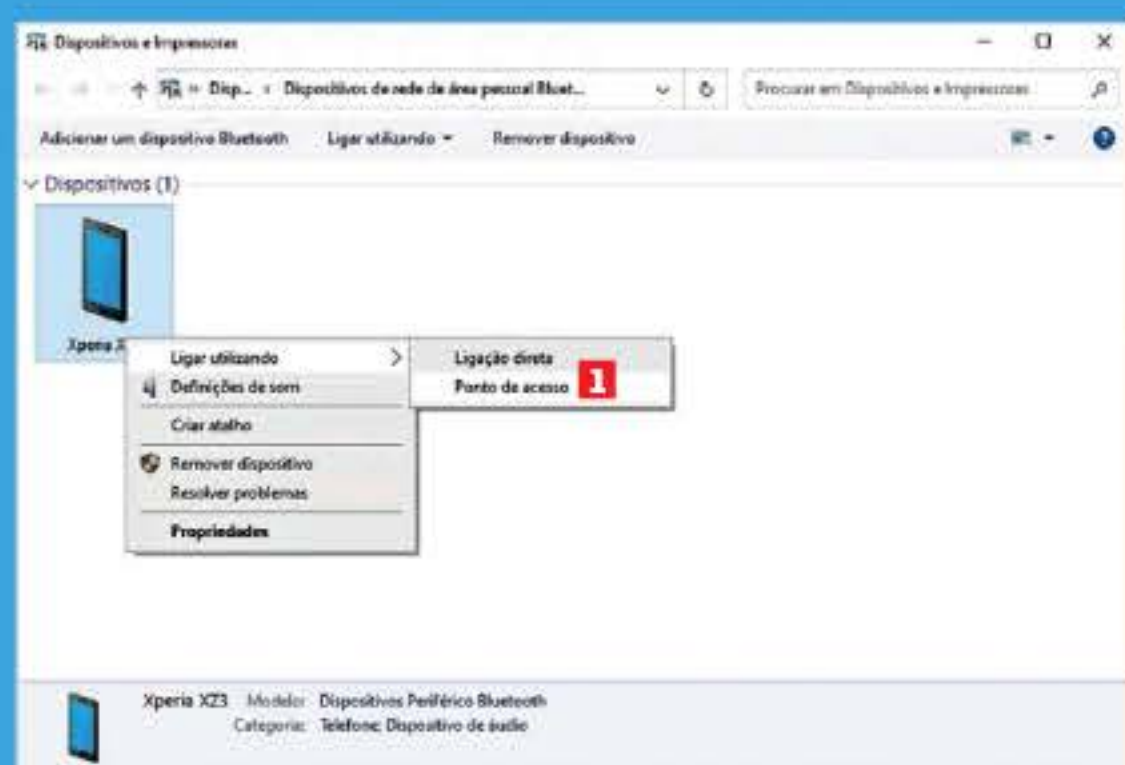 Dispositivos e Impressoras
Disp... Dispositivos de rede de área pessoal Bluet...
Procurar em Dispositivos e Impressoras
Adicionar um dispositivo Bluetooth Ligar utilizando Remover dispositivo
Dispositivos (1)
Xperia
Ligar utilizando
Definições de som
Criar atalho
Remover dispositivo
Resolver problemas
Propriedades
Ligação direta
Ponto de acesso 1
Xperia XZ3 Modelo: Dispositivos Periférico Bluetooth
Categoria: Telefone; Dispositivo de áudio